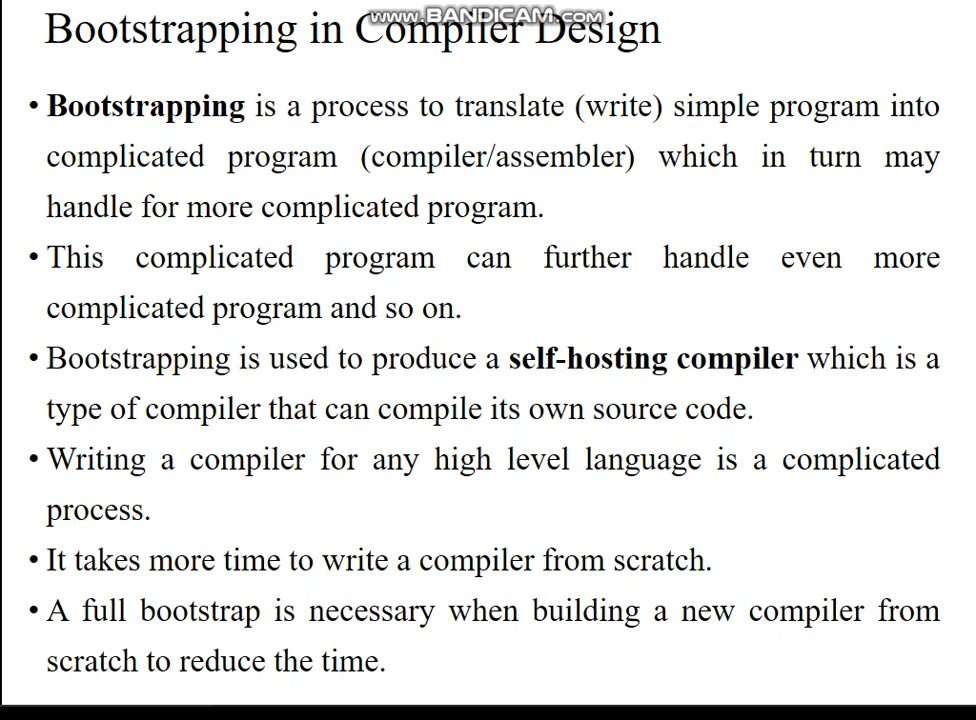 www.BANDICAM.com
Bootstrapping in Compiler Design
• Bootstrapping is a process to translate (write) simple program into
complicated program (compiler/assembler) which in turn may
handle for more complicated program.
• This complicated program can further handle even more
complicated program and so on.
• Bootstrapping is used to produce a self-hosting compiler which is a
type of compiler that can compile its own source code.
• Writing a compiler for any high level language is a complicated
process.
• It takes more time to write a compiler from scratch.
• A full bootstrap is necessary when building a new compiler from
scratch to reduce the time.